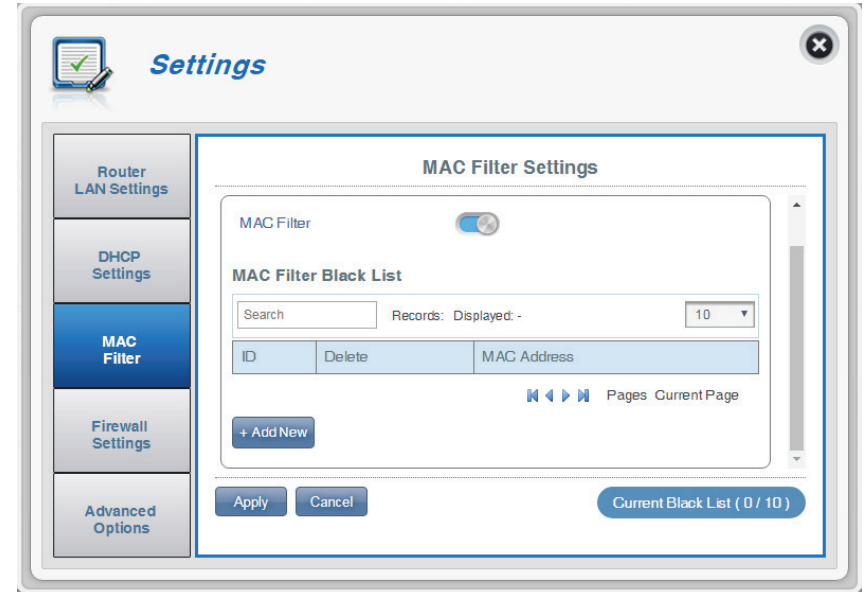 Settings
Router
LAN Settings
DHCP
Settings
MAC
Filter
Firewall
Settings
Advanced
Options
MAC Filter Settings
MAC Filter
MAC Filter Black List
Search Records: Displayed: - 10
ID Delete MAC Address
Pages Current Page
+ Add New
Apply Cancel Current Black List ( 0 / 10 )